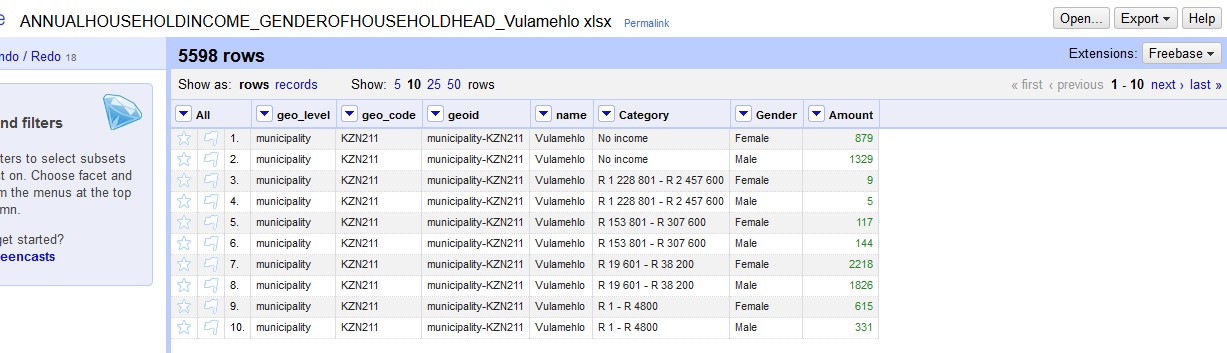 ANNUALHOUSEHOLDINCOME_GENDEROFHOUSEHOLDHEAD_Vulamehlo xlsx Permalink
Open... Export Help
ndo / Redo 18
5598 rows
Extensions: Freebase
Show as: rows records Show: 5 10 25 50 rows
« first ‹ previous 1 - 10 next › last »
nd filters
ters to select subsets
t on. Choose facet and
m the menus at the top
mn.
get started?
eencasts
All geo_level geo_code geoid name Category Gender Amount
1. municipality KZN211 municipality-KZN211 Vulamehlo No income Female 879
2. municipality KZN211 municipality-KZN211 Vulamehlo No income Male 1329
3. municipality KZN211 municipality-KZN211 Vulamehlo R 1 228 801 - R 2 457 600 Female 9
4. municipality KZN211 municipality-KZN211 Vulamehlo R 1 228 801 - R 2 457 600 Male 5
5. municipality KZN211 municipality-KZN211 Vulamehlo R 153 801 - R 307 600 Female 117
6. municipality KZN211 municipality-KZN211 Vulamehlo R 153 801 - R 307 600 Male 144
7. municipality KZN211 municipality-KZN211 Vulamehlo R 19 601 - R 38 200 Female 2218
8. municipality KZN211 municipality-KZN211 Vulamehlo R 19 601 - R 38 200 Male 1826
9. municipality KZN211 municipality-KZN211 Vulamehlo R 1 - R 4800 Female 615
10. municipality KZN211 municipality-KZN211 Vulamehlo R 1 - R 4800 Male 331